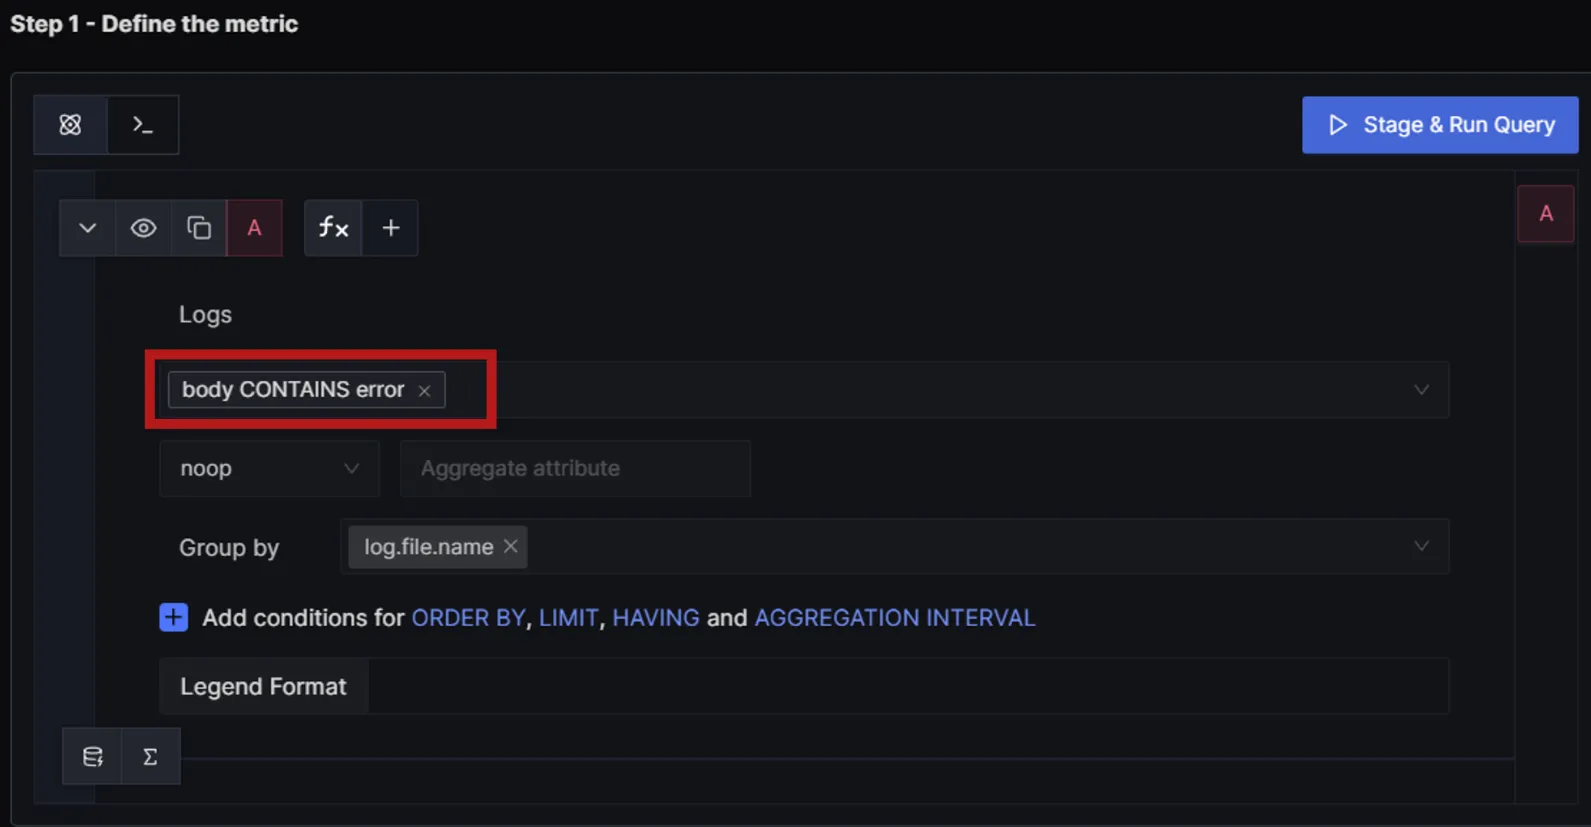 Step 1 - Define the metric
>_
Stage & Run Query
A
fx
+
A
Logs
body CONTAINS error ×
noop
Aggregate attribute
Group by
log.file.name ×
+ Add conditions for ORDER BY, LIMIT, HAVING and AGGREGATION INTERVAL
Legend Format
Σ